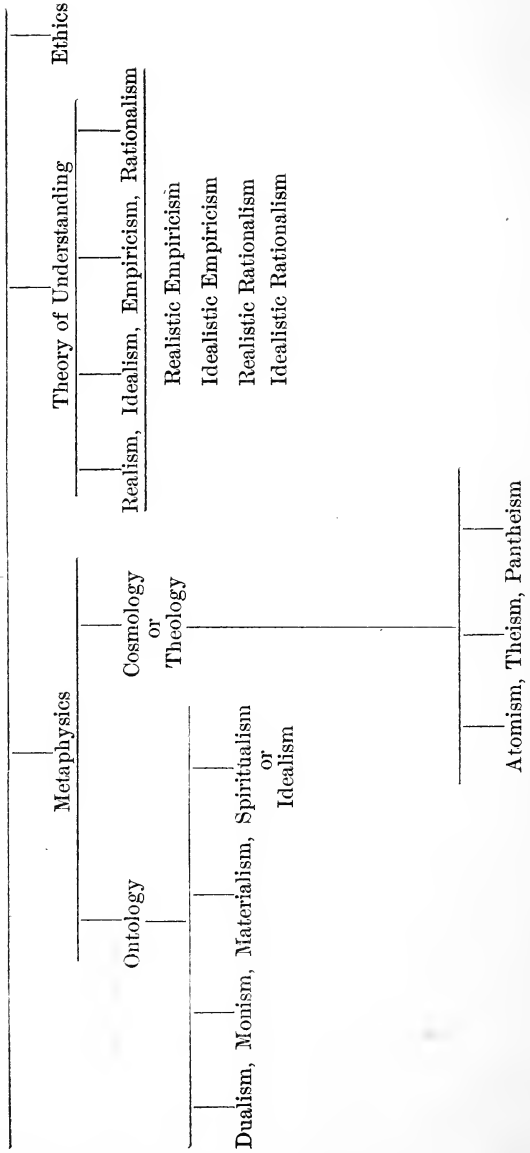 Metaphysics
Theory of Understanding
Ethics
Ontology
Cosmology
or
Theology
Realism, Idealism, Empiricism, Rationalism
Realistic Empiricism
Idealistic Empiricism
Realistic Rationalism
Idealistic Rationalism
Dualism, Monism, Materialism, Spiritualism
or
Idealism
Atomism, Theism, Pantheism